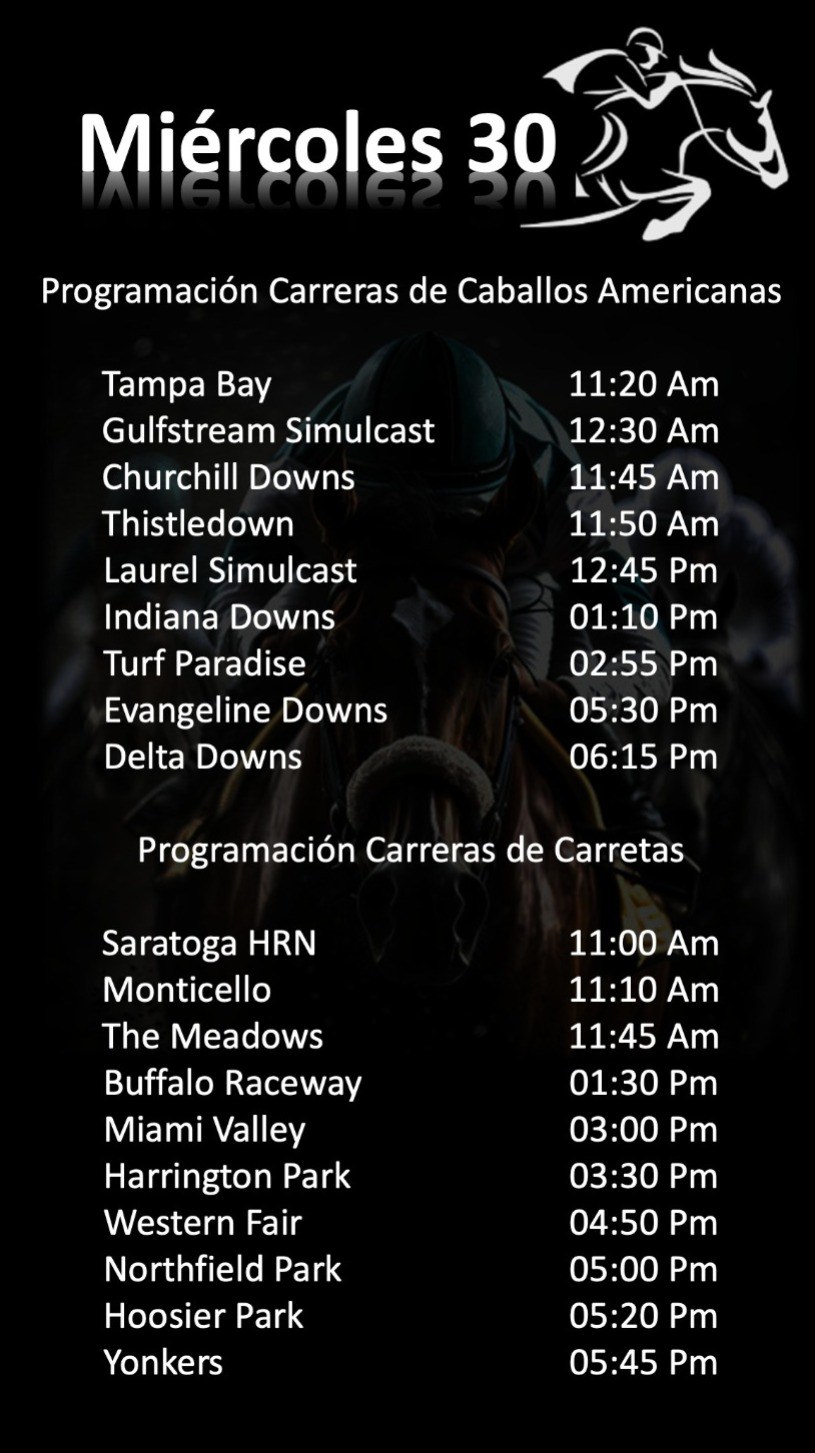 Miércoles 30
Programación Carreras de Caballos Americanas
Tampa Bay 11:20 Am
Gulfstream Simulcast 12:30 Am
Churchill Downs 11:45 Am
Thistledown 11:50 Am
Laurel Simulcast 12:45 Pm
Indiana Downs 01:10 Pm
Turf Paradise 02:55 Pm
Evangeline Downs 05:30 Pm
Delta Downs 06:15 Pm
Programación Carreras de Carretas
Saratoga HRN 11:00 Am
Monticello 11:10 Am
The Meadows 11:45 Am
Buffalo Raceway 01:30 Pm
Miami Valley 03:00 Pm
Harrington Park 03:30 Pm
Western Fair 04:50 Pm
Northfield Park 05:00 Pm
Hoosier Park 05:20 Pm
Yonkers 05:45 Pm